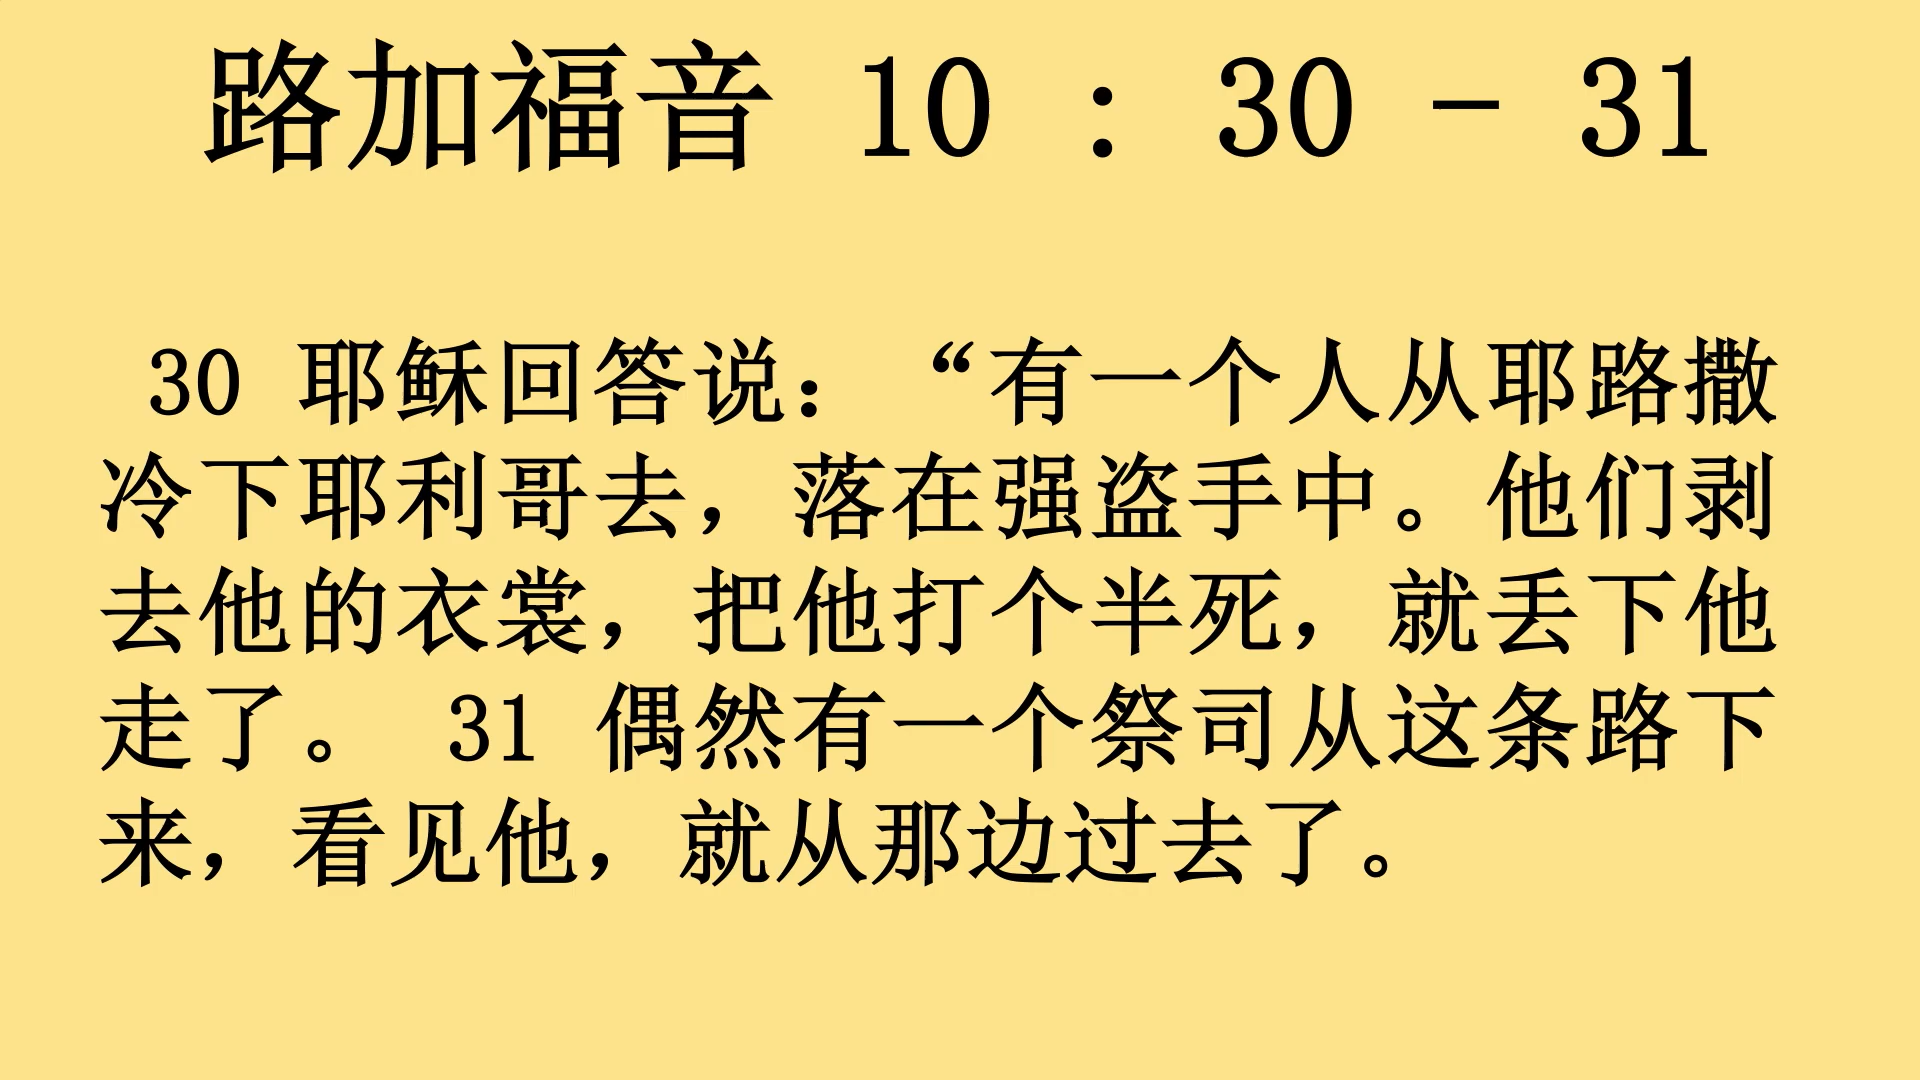 路加福音 10 : 30 - 31
30 耶稣回答说：“有一个人从耶路撒
冷下耶利哥去，落在强盗手中。他们剥
去他的衣裳，把他打个半死，就丢下他
走了。 31 偶然有一个祭司从这条路下
来，看见他，就从那边过去了。